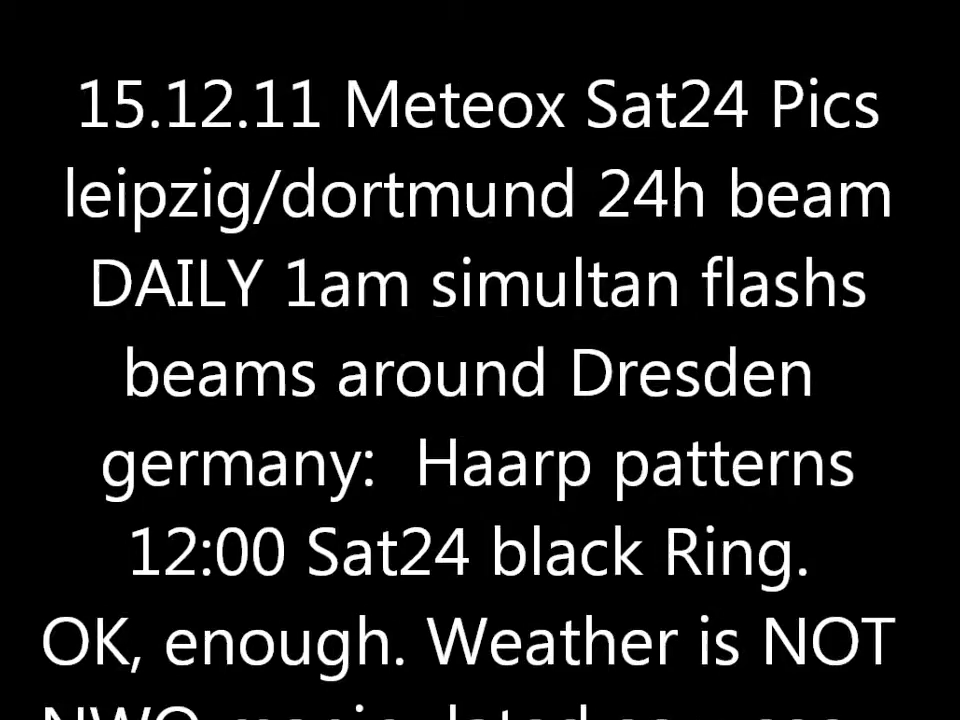 15.12.11 Meteox Sat24 Pics
leipzig/dortmund 24h beam
DAILY 1am simultan flashs
beams around Dresden
germany:  Haarp patterns
12:00 Sat24 black Ring.
OK, enough. Weather is NOT
NWO